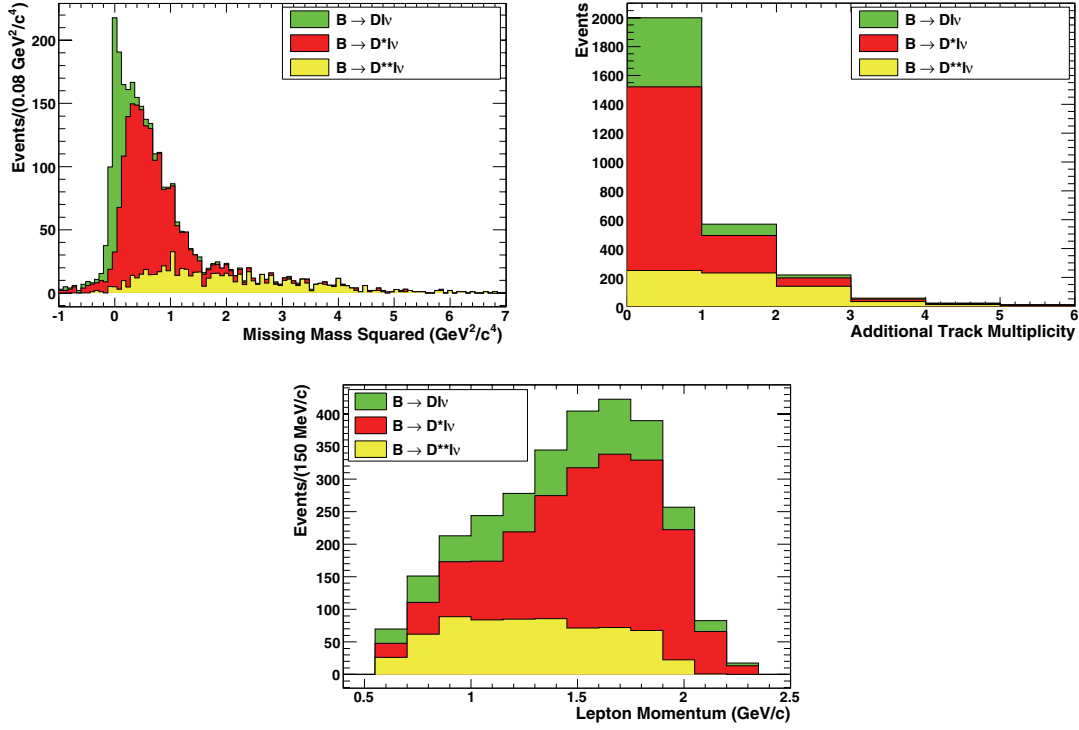 Events/(0.08 GeV²/c⁴)
200
150
100
50
0
B → Dlν
B → D*lν
B → D**lν
-1 0 1 2 3 4 5 6 7
Missing Mass Squared (GeV²/c⁴)
Events
2000
1800
1600
1400
1200
1000
800
600
400
200
0
B → Dlν
B → D*lν
B → D**lν
0 1 2 3 4 5 6
Additional Track Multiplicity
Events/(150 MeV/c)
400
350
300
250
200
150
100
50
0
B → Dlν
B → D*lν
B → D**lν
0.5 1 1.5 2 2.5
Lepton Momentum (GeV/c)